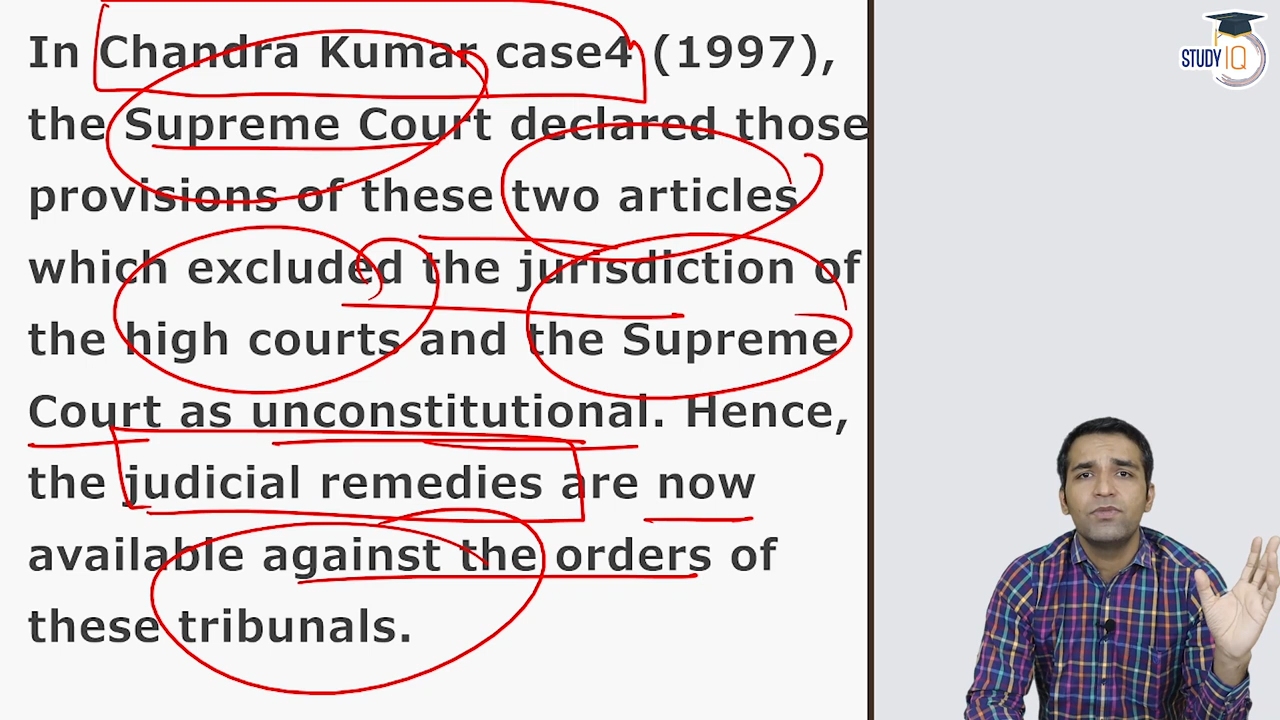 In Chandra Kumar case4 (1997),
the Supreme Court declared those
provisions of these two articles
which excluded the jurisdiction of
the high courts and the Supreme
Court as unconstitutional. Hence,
the judicial remedies are now
available against the orders of
these tribunals.
STUDY IQ